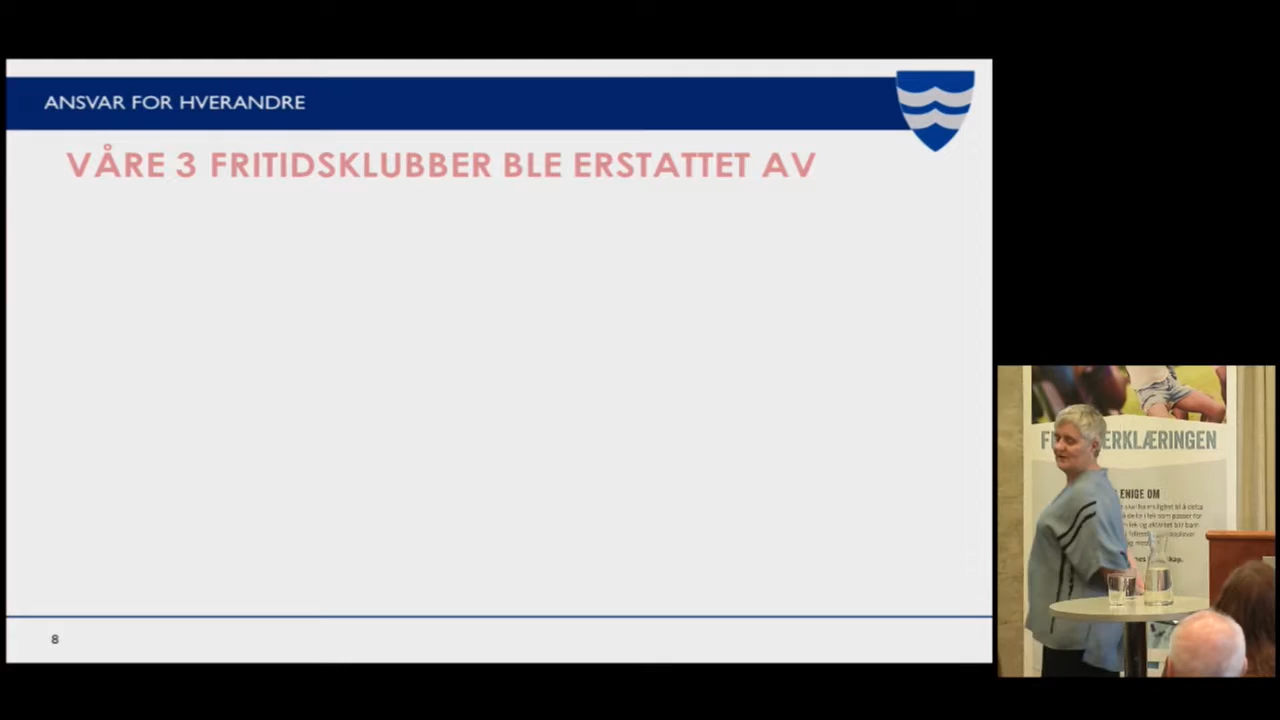 ANSVAR FOR HVERANDRE
VÅRE 3 FRITIDSKLUBBER BLE ERSTATTET AV
8
ERKLÆRINGEN
ENIGE OM